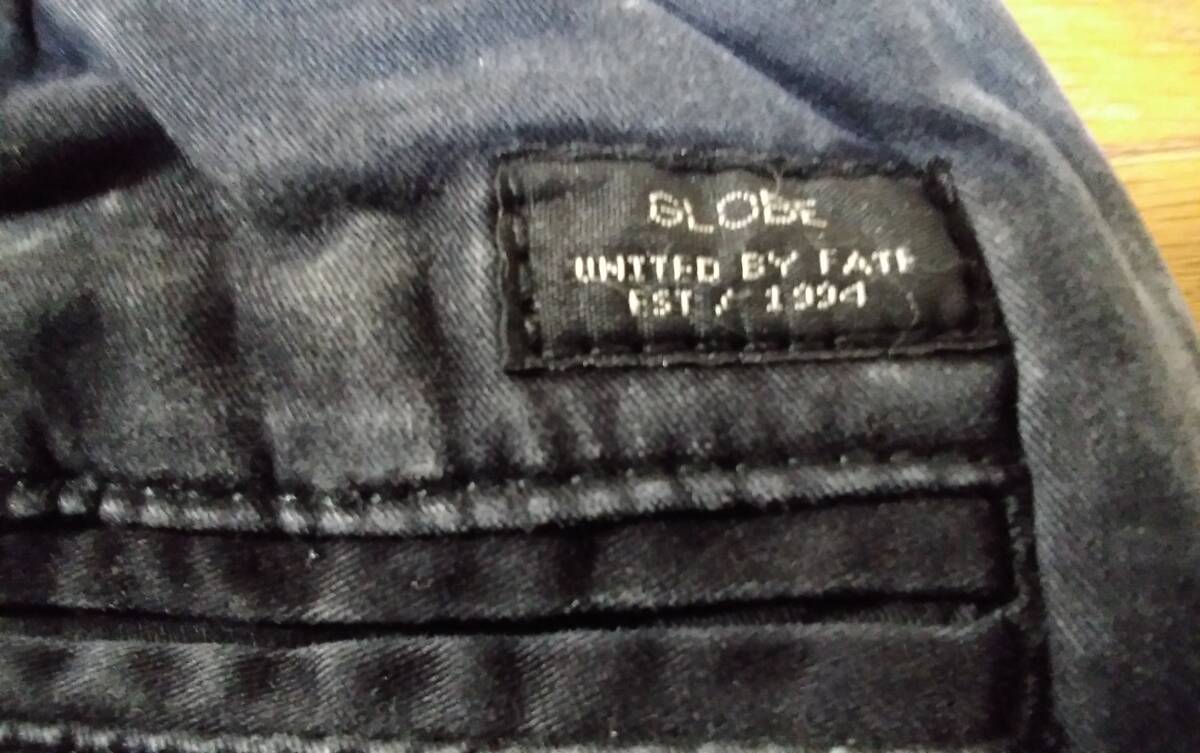 GLOBE
UNITED BY FATE
EST / 1994